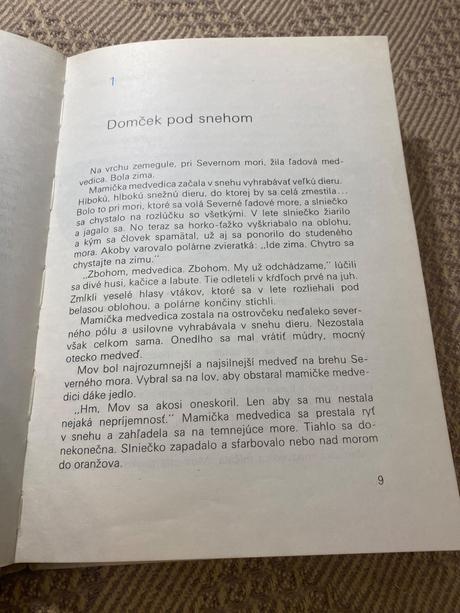 1
Domček pod snehom
Na vrchu zemegule, pri Severnom mori, žila ľadová med-
vedica. Bola zima.
Mamička medvedica začala v snehu vyhrabávať veľkú dieru.
Hlbokú, hlbokú snežnú dieru, do ktorej by sa celá zmestila...
Bolo to pri mori, ktoré sa volá Severné ľadové more, a slniečko
sa chystalo na rozlúčku so všetkými. V lete slniečko žiarilo
a jagalo sa. No teraz sa horko-ťažko vyškriabalo na oblohu,
a kým sa človek spamätal, už aj sa ponorilo do studeného
mora. Akoby varovalo polárne zvieratká: „Ide zima. Chytro sa
chystajte na zimu.“
„Zbohom, medvedica. Zbohom. My už odchádzame,“ lúčili
sa divé husi, kačice a labute. Tie odleteli v kŕdľoch prvé na juh.
Zmĺkli veselé hlasy vtákov, ktoré sa v lete rozliehali pod
belasou oblohou, a polárne končiny stíchli.
Mamička medvedica zostala na ostrovčeku neďaleko sever-
ného pólu a usilovne vyhrabávala v snehu dieru. Nezostala
však celkom sama. Onedlho sa mal vrátiť múdry, mocný
otecko medveď.
Mov bol najrozumnejší a najsilnejší medveď na brehu Se-
verného mora. Vybral sa na lov, aby obstaral mamičke medve-
dici dáke jedlo.
„Hm, Mov sa akosi oneskoril. Len aby sa mu nestala
nejaká nepríjemnosť.“ Mamička medvedica sa prestala ryť
v snehu a zahľadela sa na temnejúce more. Tiahlo sa do-
nekonečna. Slniečko zapadalo a sfarbovalo nebo nad morom
do oranžova.
9